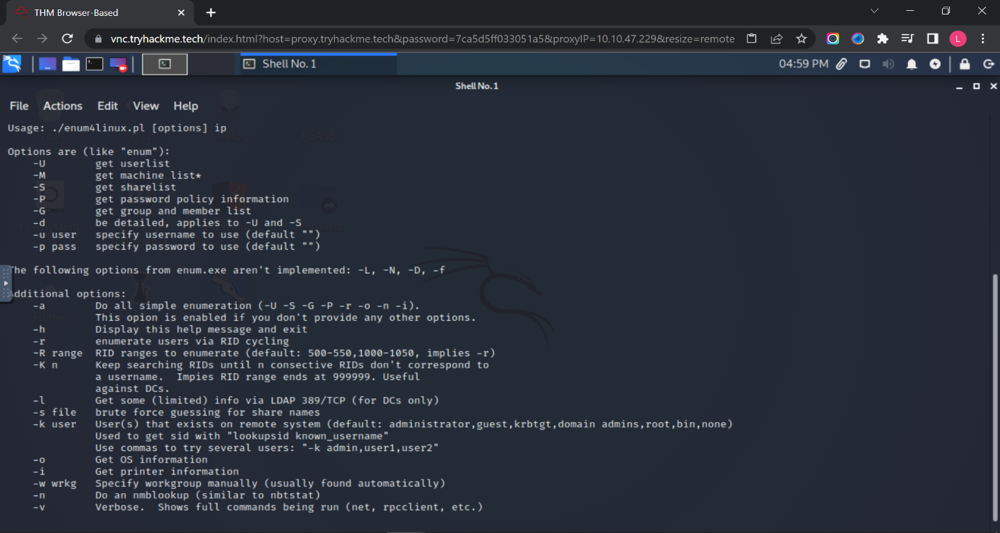 THM Browser-Based
vnc.tryhackme.tech/index.html?host=proxy.tryhackme.tech&password=7ca5d5ff033051a5&proxyIP=10.10.47.229&resize=remote
L
Shell No. 1
04:59 PM
Shell No. 1
File Actions Edit View Help
Usage: ./enum4linux.pl [options] ip
PEASS
Options are (like "enum"):
-U get userlist
-M get machine list*
-S get sharelist
-P get password policy information
-G get group and member list
-d be detailed, applies to -U and -S
-u user specify username to use (default "")
-p pass specify password to use (default "")
The following options from enum.exe aren't implemented: -L, -N, -D, -f
Additional options:
-a Do all simple enumeration (-U -S -G -P -r -o -n -i).
This opion is enabled if you don't provide any other options.
Home
-h Display this help message and exit
-r enumerate users via RID cycling
-R range RID ranges to enumerate (default: 500-550,1000-1050, implies -r)
-K n Keep searching RIDs until n consective RIDs don't correspond to
a username. Impies RID range ends at 999999. Useful
against DCs.
-l Get some (limited) info via LDAP 389/TCP (for DCs only)
-s file brute force guessing for share names
-k user User(s) that exists on remote system (default: administrator,guest,krbtgt,domain admins,root,bin,none)
Used to get sid with "lookupsid known_username"
Use commas to try several users: "-k admin,user1,user2"
-o Get OS information
-i Get printer information
-w wrkg Specify workgroup manually (usually found automatically)
-n Do an nmblookup (similar to nbtstat)
-v Verbose. Shows full commands being run (net, rpcclient, etc.)